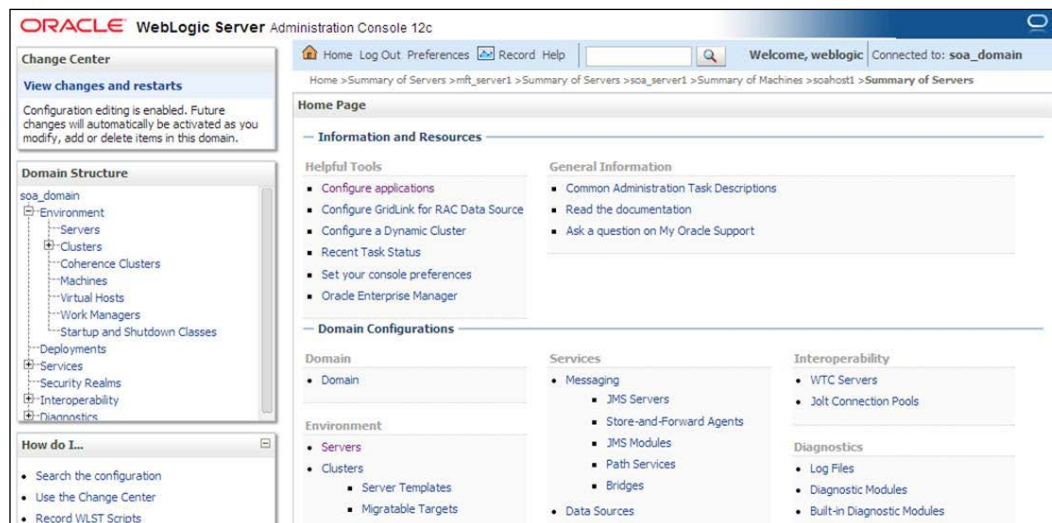 ORACLE WebLogic Server Administration Console 12c
Change Center
View changes and restarts
Configuration editing is enabled. Future
changes will automatically be activated as you
modify, add or delete items in this domain.
Domain Structure
soa_domain
Environment
Servers
Clusters
Coherence Clusters
Machines
Virtual Hosts
Work Managers
Startup and Shutdown Classes
Deployments
Services
Security Realms
Interoperability
Diagnostics
How do I...
Search the configuration
Use the Change Center
Record WLST Scripts
Home Log Out Preferences Record Help
Welcome, weblogic Connected to: soa_domain
Home >Summary of Servers >mft_server1 >Summary of Servers >soa_server1 >Summary of Machines >soahost1 >Summary of Servers
Home Page
Information and Resources
Helpful Tools
Configure applications
Configure GridLink for RAC Data Source
Configure a Dynamic Cluster
Recent Task Status
Set your console preferences
Oracle Enterprise Manager
General Information
Common Administration Task Descriptions
Read the documentation
Ask a question on My Oracle Support
Domain Configurations
Domain
Domain
Environment
Servers
Clusters
Server Templates
Migratable Targets
Services
Messaging
JMS Servers
Store-and-Forward Agents
JMS Modules
Path Services
Bridges
Data Sources
Interoperability
WTC Servers
Jolt Connection Pools
Diagnostics
Log Files
Diagnostic Modules
Built-in Diagnostic Modules